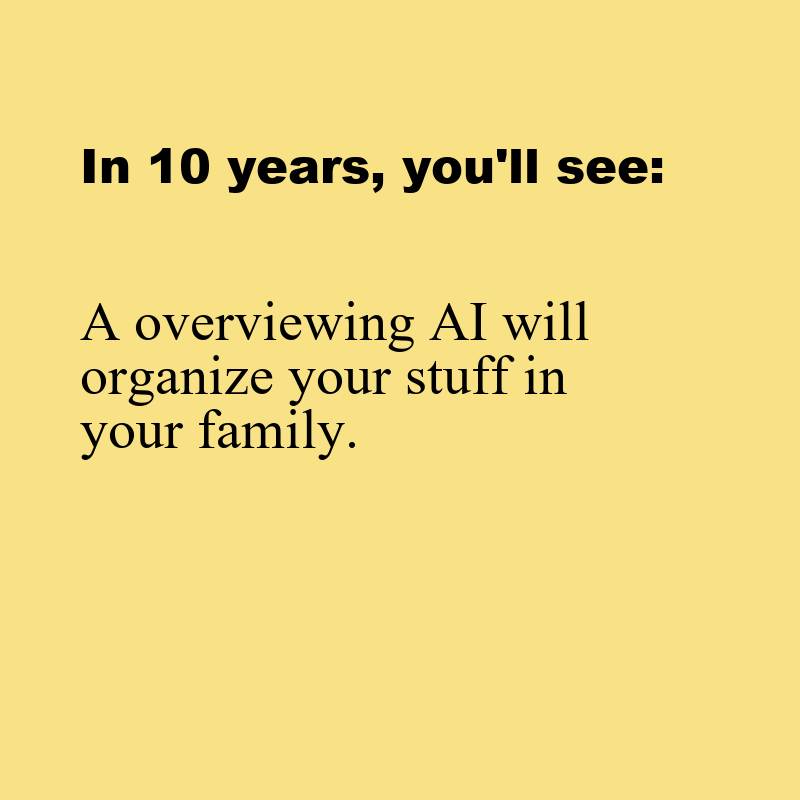 In 10 years, you'll see:
A overviewing AI will
organize your stuff in
your family.